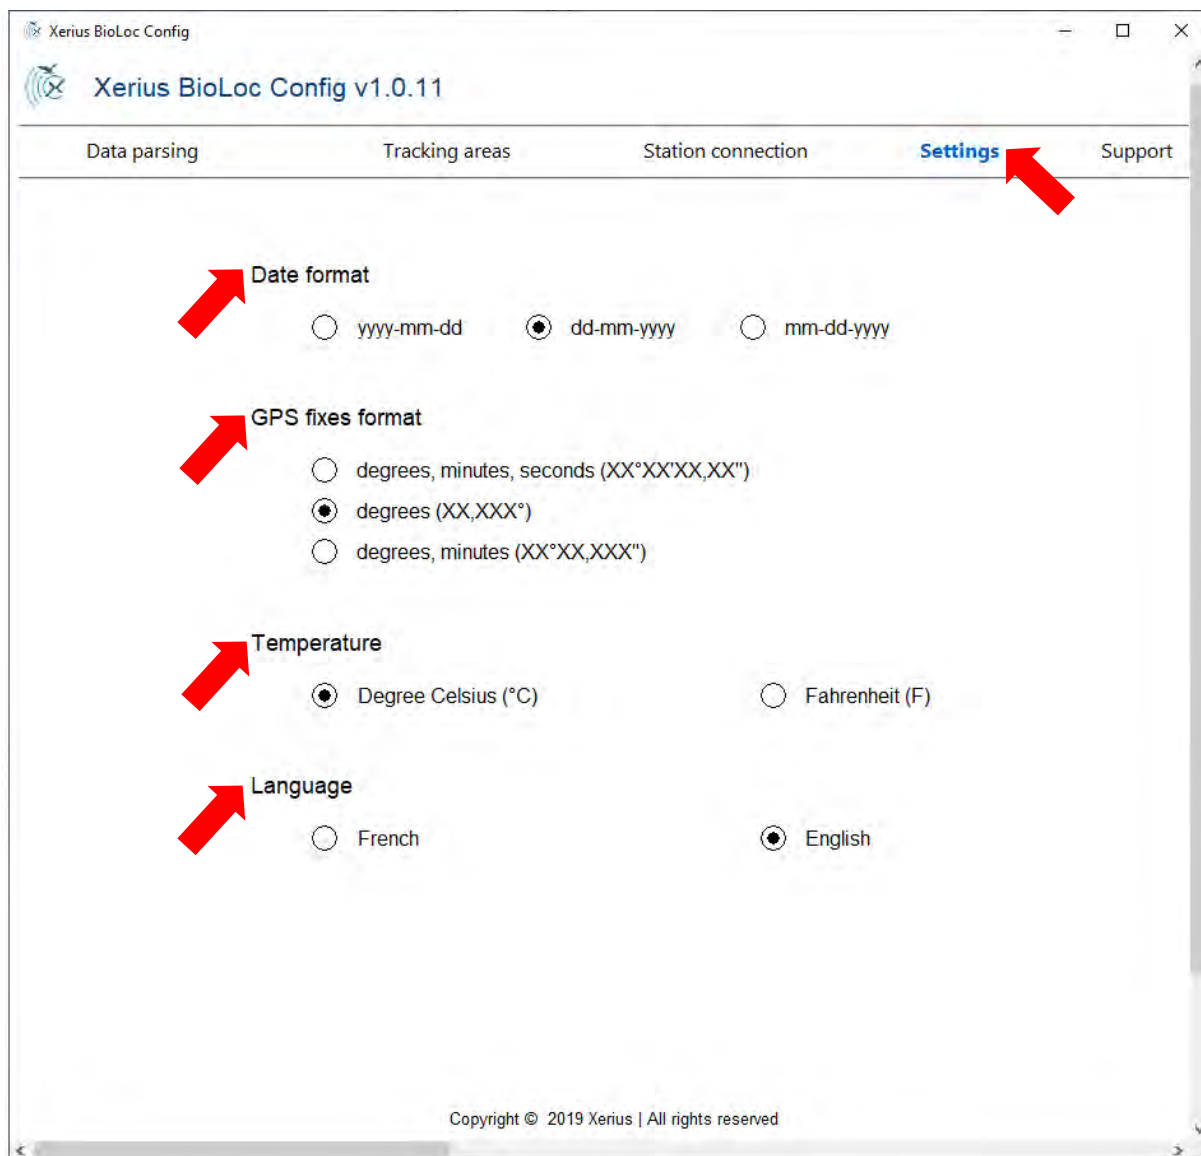 Xerius BioLoc Config
Xerius BioLoc Config v1.0.11
Data parsing Tracking areas Station connection Settings Support
Date format
yyyy-mm-dd dd-mm-yyyy mm-dd-yyyy
GPS fixes format
degrees, minutes, seconds (XX°XX'XX,XX")
degrees (XX,XXX°)
degrees, minutes (XX°XX,XXX")
Temperature
Degree Celsius (°C) Fahrenheit (F)
Language
French English
Copyright © 2019 Xerius | All rights reserved